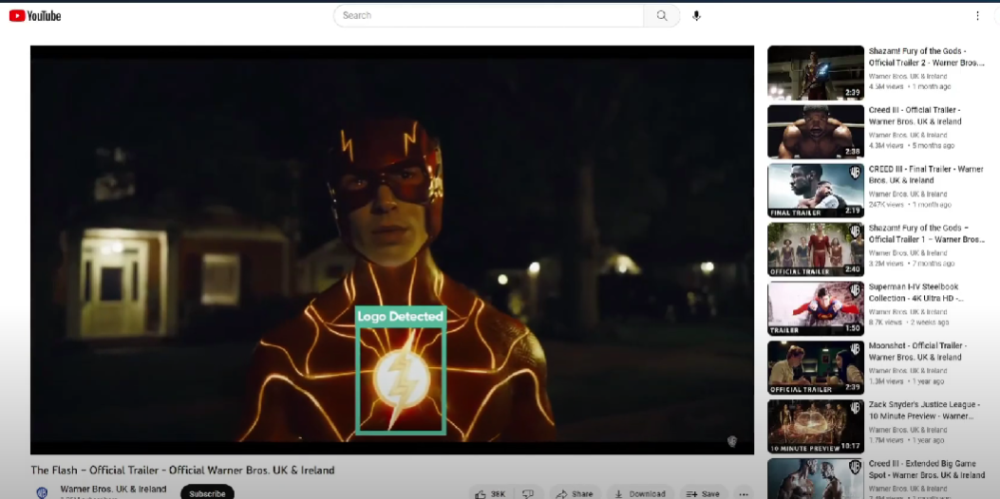 YouTube
Search
Logo Detected
The Flash – Official Trailer - Official Warner Bros. UK & Ireland
Warner Bros. UK & Ireland
Subscribe
38K
Share
Download
Save
2:39
Shazam! Fury of the Gods -
Official Trailer 2 - Warner Bros....
Warner Bros. UK & Ireland
4.5M views • 1 month ago
2:38
Creed III - Official Trailer -
Warner Bros. UK & Ireland
Warner Bros. UK & Ireland
4.3M views • 5 months ago
FINAL TRAILER
2:19
CREED III - Final Trailer - Warner
Bros. UK & Ireland
Warner Bros. UK & Ireland
247K views • 1 month ago
OFFICIAL TRAILER
2:40
Shazam! Fury of the Gods –
Official Trailer 1 – Warner Bros...
Warner Bros. UK & Ireland
3.2M views • 7 months ago
TRAILER
1:50
Superman I-IV Steelbook
Collection - 4K Ultra HD -...
Warner Bros. UK & Ireland
8.7K views • 2 weeks ago
OFFICIAL TRAILER
2:39
Moonshot - Official Trailer -
Warner Bros. UK & Ireland
Warner Bros. UK & Ireland
1.3M views • 1 year ago
10 MINUTE PREVIEW
10:17
Zack Snyder's Justice League -
10 Minute Preview - Warner...
Warner Bros. UK & Ireland
1.7M views • 1 year ago
Creed III - Extended Big Game
Spot - Warner Bros. UK & Ireland
Warner Bros. UK & Ireland